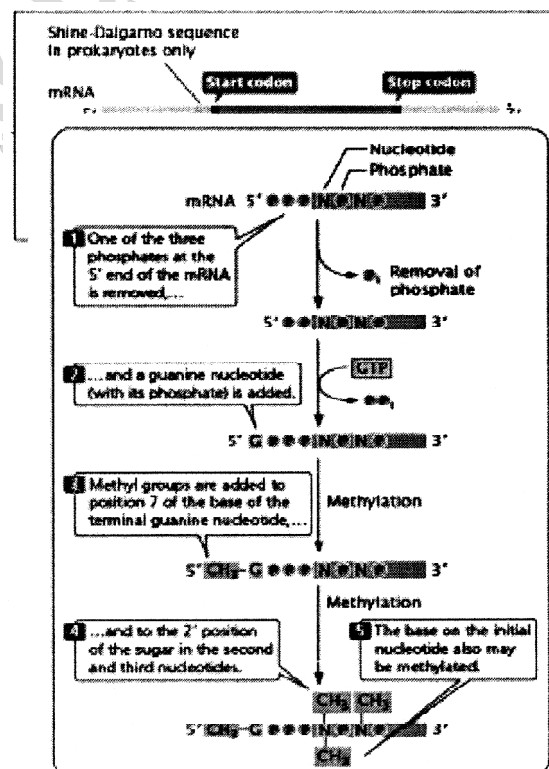 Shine-Dalgarno sequence
in prokaryotes only
Start codon
Stop codon
mRNA
Nucleotide
Phosphate
mRNA 5' N P N P 3'
1 One of the three
phosphates at the
5' end of the mRNA
is removed,...
Removal of
phosphate
Pi
5' P P N P N P 3'
2 ...and a guanine nucleotide
(with its phosphate) is added.
GTP
5' G N P N P 3'
3 Methyl groups are added to
position 7 of the base of the
terminal guanine nucleotide,...
Methylation
5' CH3 G N P N P 3'
Methylation
4 ...and to the 2' position
of the sugar in the second
and third nucleotides.
5 The base on the initial
nucleotide also may
be methylated.
CH3 CH3
5' CH3 G N P N P 3'
CH3